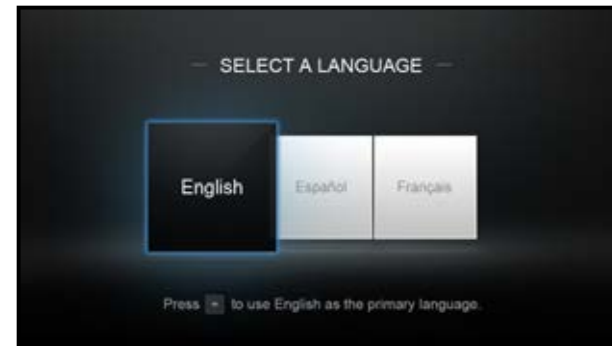 — SELECT A LANGUAGE —
English Español Français
Press to use English as the primary language.